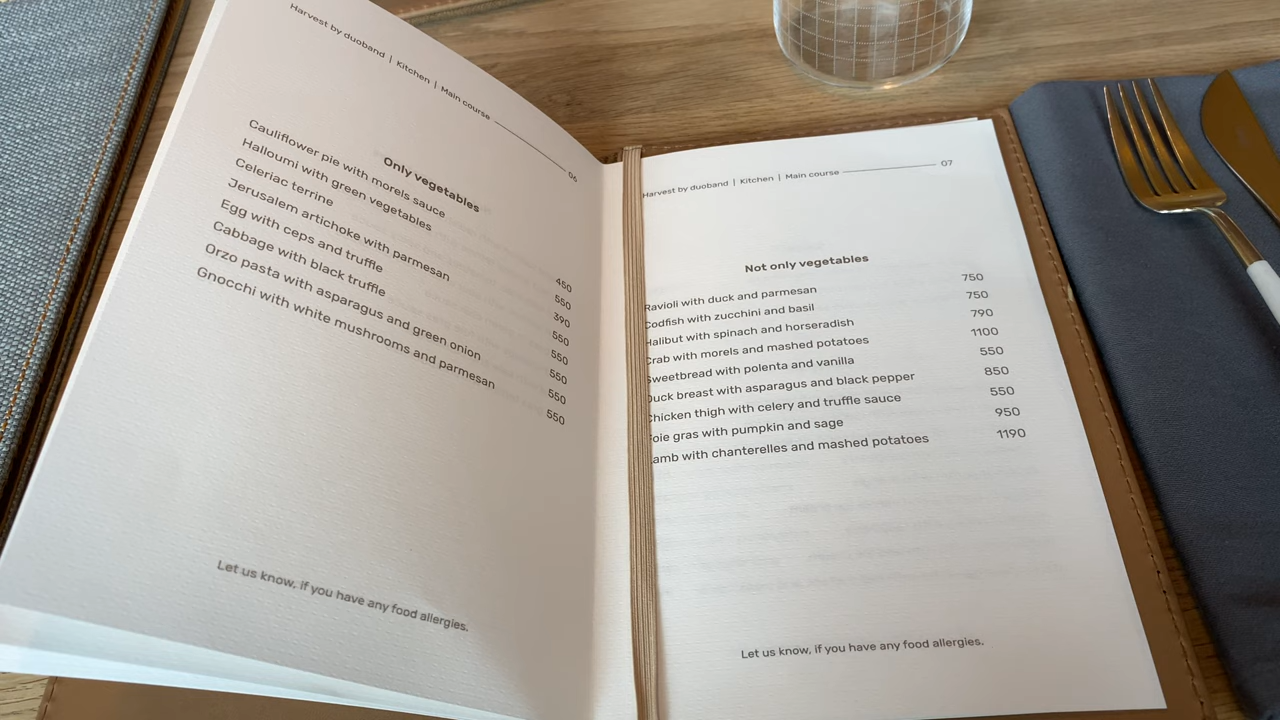 Harvest by duoband | Kitchen | Main course 06
Only vegetables
Cauliflower pie with morels sauce 450
Halloumi with green vegetables 550
Celeriac terrine 390
Jerusalem artichoke with parmesan 550
Egg with ceps and truffle 550
Cabbage with black truffle 550
Orzo pasta with asparagus and green onion 550
Gnocchi with white mushrooms and parmesan 550
Let us know, if you have any food allergies.
Harvest by duoband | Kitchen | Main course 07
Not only vegetables
Ravioli with duck and parmesan 750
Codfish with zucchini and basil 750
Halibut with spinach and horseradish 790
Crab with morels and mashed potatoes 1100
Sweetbread with polenta and vanilla 550
Duck breast with asparagus and black pepper 850
Chicken thigh with celery and truffle sauce 550
Foie gras with pumpkin and sage 950
Lamb with chanterelles and mashed potatoes 1190
Let us know, if you have any food allergies.